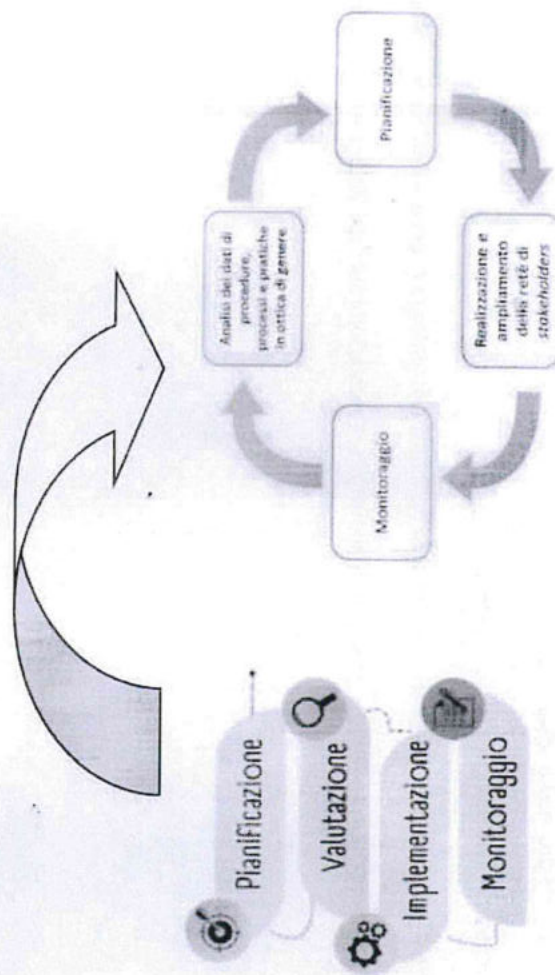 Pianificazione
Valutazione
Implementazione
Monitoraggio
Analisi dei dati di
procedure,
processi e pratiche
in ottica di genere
Pianificazione
Realizzazione e
ampliamento
della rete di
stakeholders
Monitoraggio